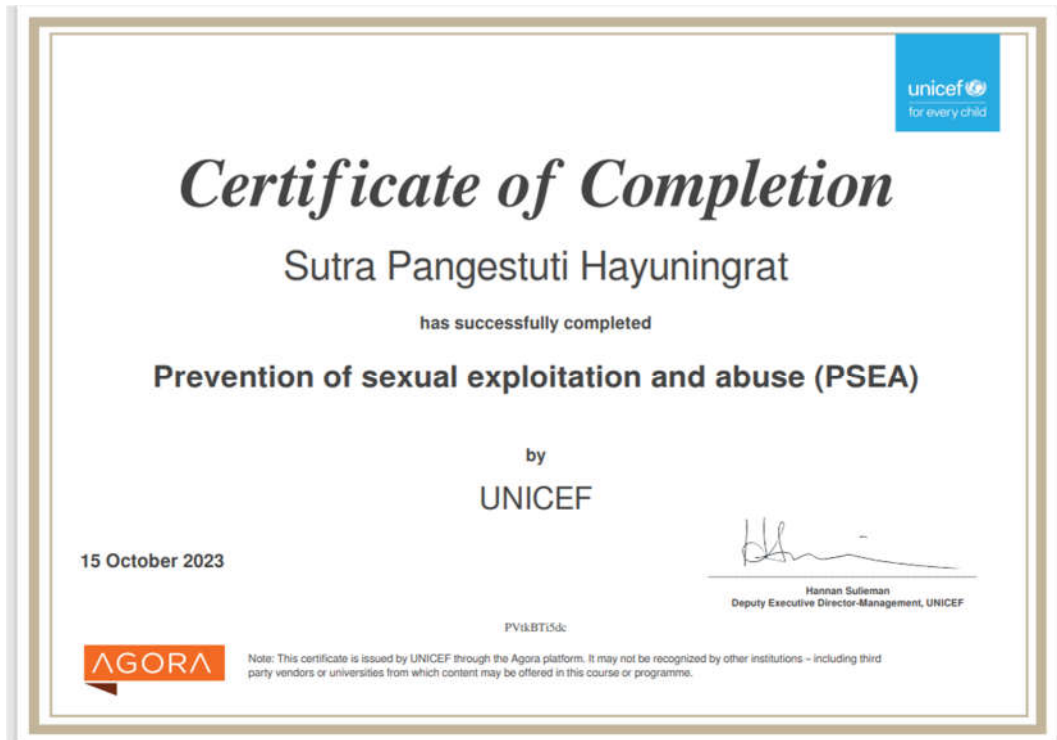 unicef
for every child
Certificate of Completion
Sutra Pangestuti Hayuningrat
has successfully completed
Prevention of sexual exploitation and abuse (PSEA)
by
UNICEF
15 October 2023
Hannan Sulieman
Deputy Executive Director-Management, UNICEF
PVtkBTi5dc
AGORA
Note: This certificate is issued by UNICEF through the Agora platform. It may not be recognized by other institutions – including third
party vendors or universities from which content may be offered in this course or programme.